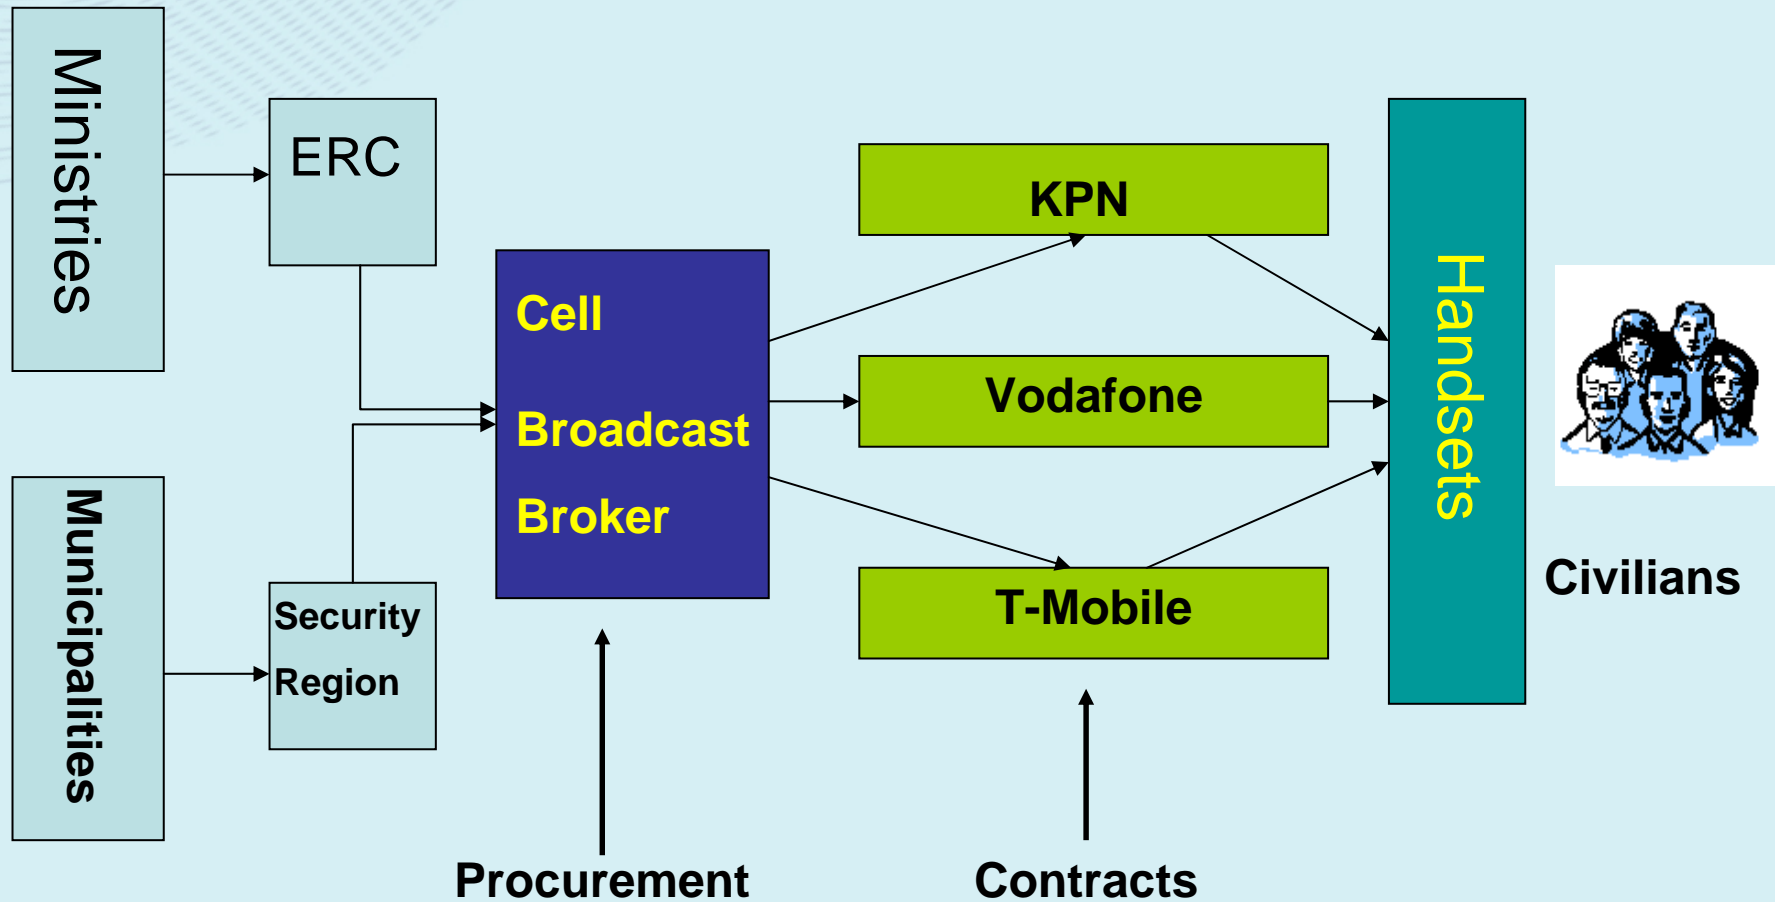 Ministries
ERC
KPN
Cell
Broadcast
Broker
Handsets
Vodafone
Municipalities
Security
Region
T-Mobile
Civilians
Procurement
Contracts